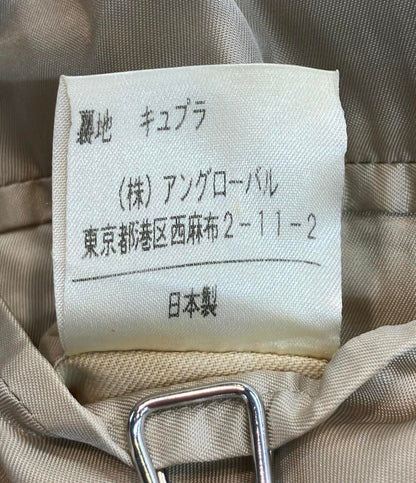 裏地 キュプラ
(株)アングローバル
東京都港区西麻布2-11-2
日本製